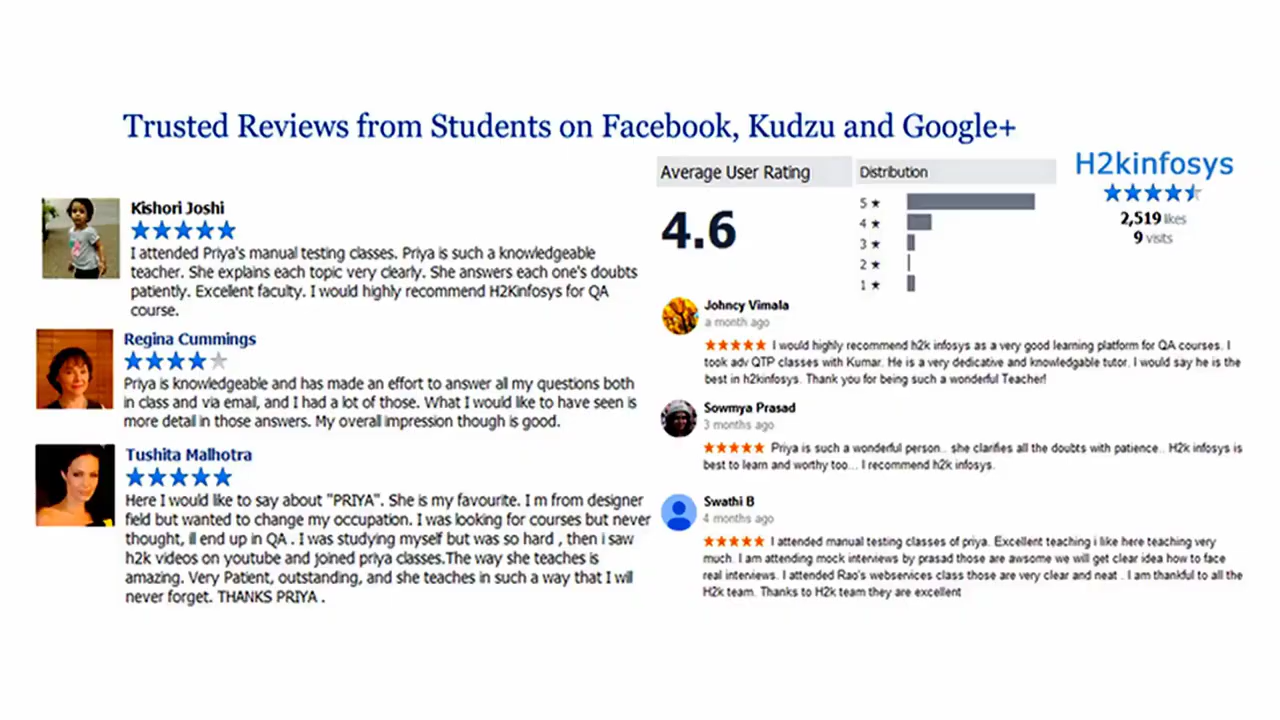 Trusted Reviews from Students on Facebook, Kudzu and Google+
Kishori Joshi
I attended Priya's manual testing classes. Priya is such a knowledgeable
teacher. She explains each topic very clearly. She answers each one's doubts
patiently. Excellent faculty. I would highly recommend H2Kinfosys for QA
course.
Regina Cummings
Priya is knowledgeable and has made an effort to answer all my questions both
in class and via email, and I had a lot of those. What I would like to have seen is
more detail in those answers. My overall impression though is good.
Tushita Malhotra
Here I would like to say about "PRIYA". She is my favourite. I m from designer
field but wanted to change my occupation. I was looking for courses but never
thought, ill end up in QA . I was studying myself but was so hard , then i saw
h2k videos on youtube and joined priya classes.The way she teaches is
amazing. Very Patient, outstanding, and she teaches in such a way that I will
never forget. THANKS PRIYA .
Average User Rating
4.6
Distribution
5 ★
4 ★
3 ★
2 ★
1 ★
H2kinfosys
2,519 likes
9 visits
Johncy Vimala
a month ago
I would highly recommend h2k infosys as a very good learning platform for QA courses. I
took adv QTP classes with Kumar. He is a very dedicative and knowledgable tutor. I would say he is the
best in h2kinfosys. Thank you for being such a wonderful Teacher!
Sowmya Prasad
3 months ago
Priya is such a wonderful person.. she clarifies all the doubts with patience.. H2k infosys is
best to learn and worthy too... I recommend h2k infosys.
Swathi B
4 months ago
I attended manual testing classes of priya. Excellent teaching i like here teaching very
much. I am attending mock interviews by prasad those are awsome we will get clear idea how to face
real interviews. I attended Rao's webservices class those are very clear and neat . I am thankful to all the
H2k team. Thanks to H2k team they are excellent